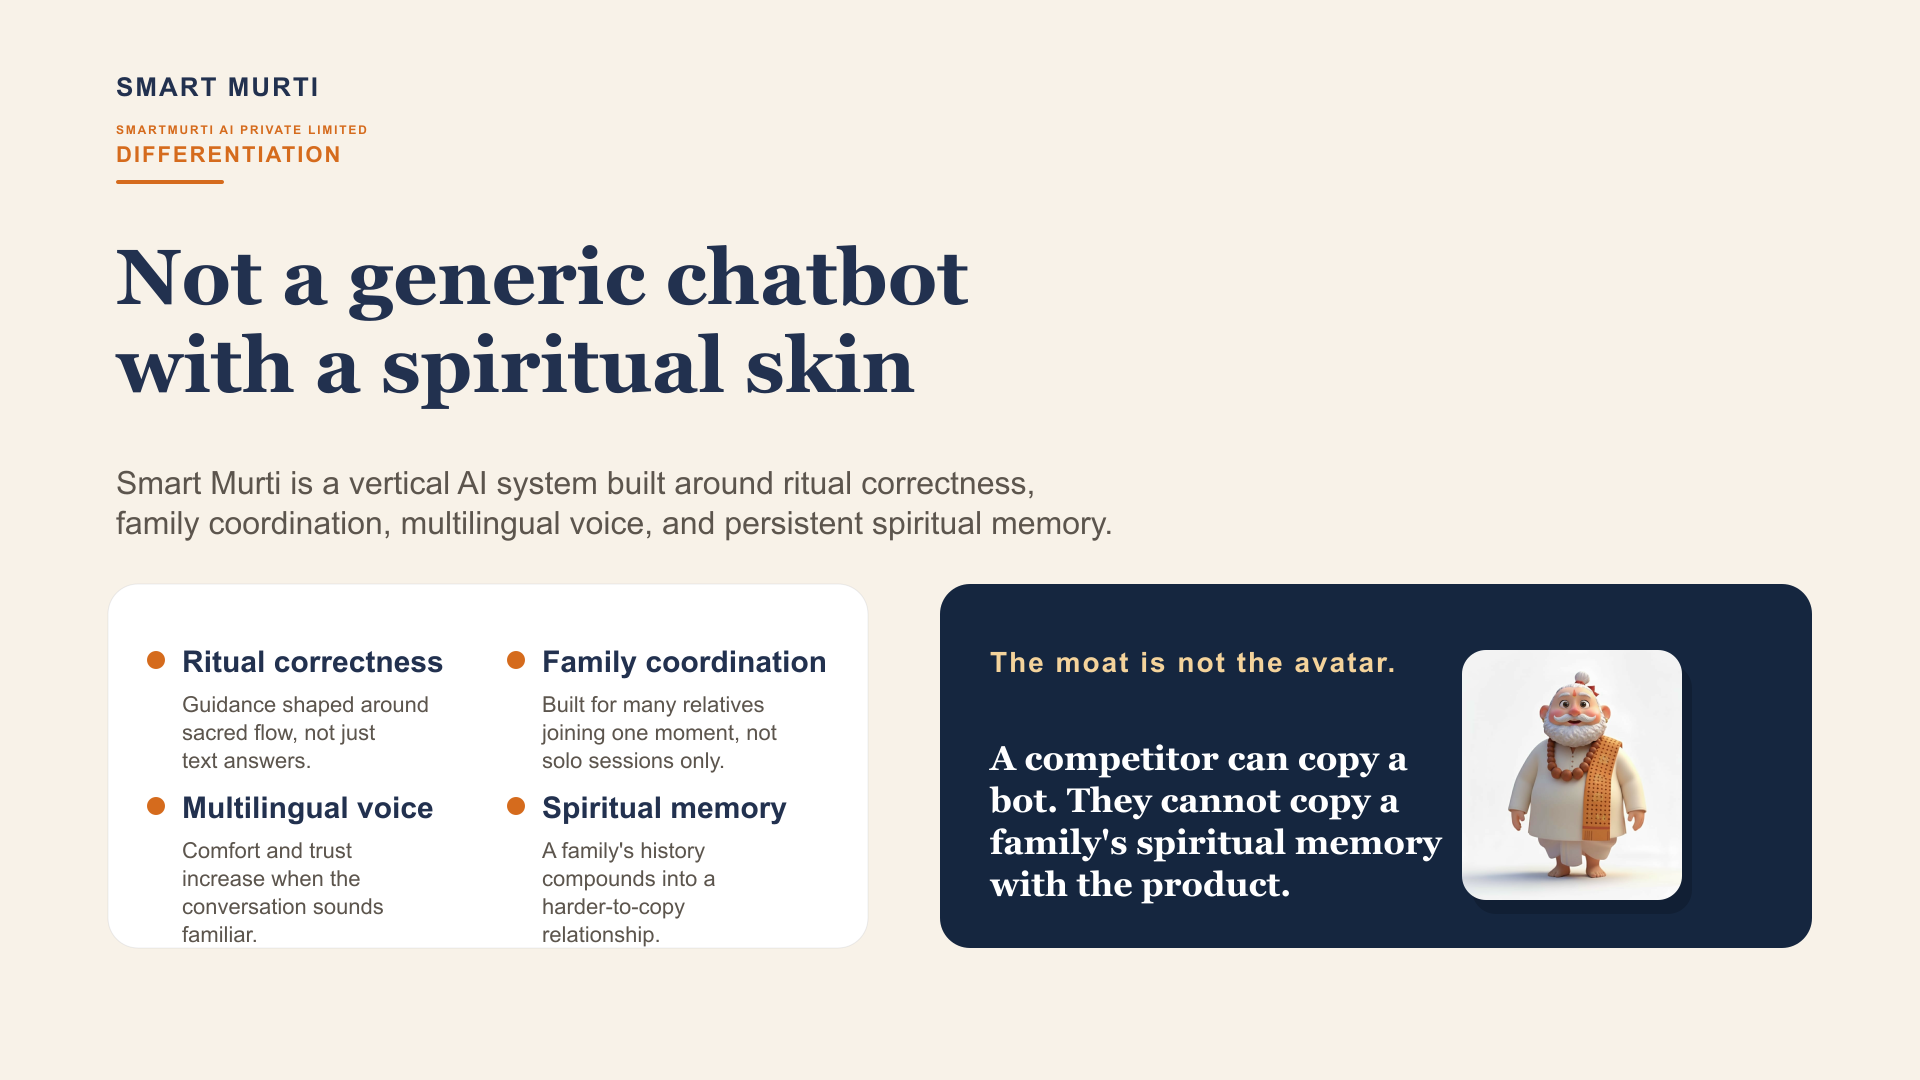 SMART MURTI
SMARTMURTI AI PRIVATE LIMITED
DIFFERENTIATION
Not a generic chatbot
with a spiritual skin
Smart Murti is a vertical AI system built around ritual correctness,
family coordination, multilingual voice, and persistent spiritual memory.
Ritual correctness
Guidance shaped around
sacred flow, not just
text answers.
Family coordination
Built for many relatives
joining one moment, not
solo sessions only.
Multilingual voice
Comfort and trust
increase when the
conversation sounds
familiar.
Spiritual memory
A family's history
compounds into a
harder-to-copy
relationship.
The moat is not the avatar.
A competitor can copy a
bot. They cannot copy a
family's spiritual memory
with the product.